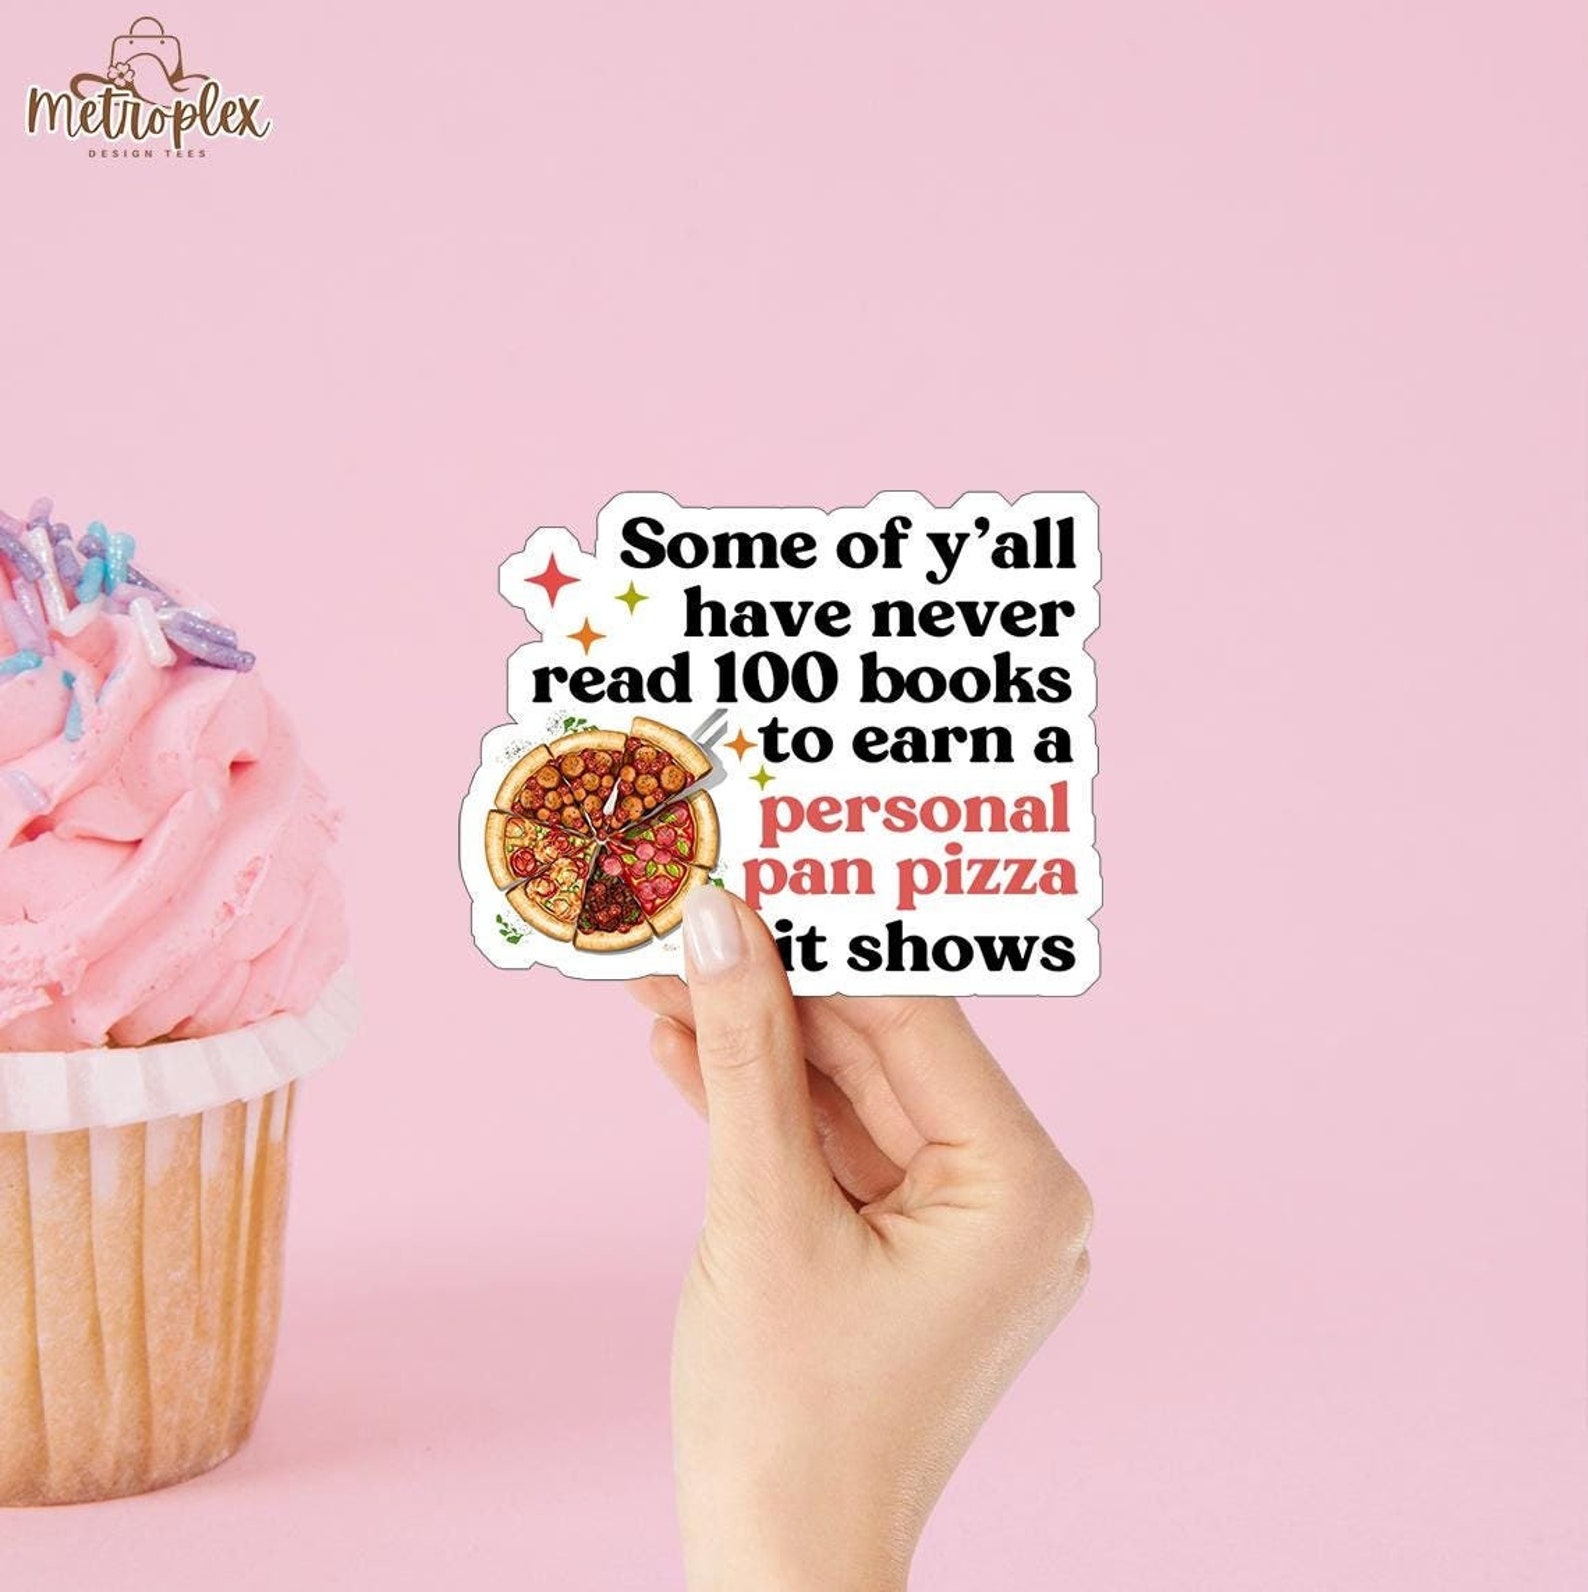 Metroplex
DESIGN TEES
Some of y'all
have never
read 100 books
to earn a
personal
pan pizza
it shows